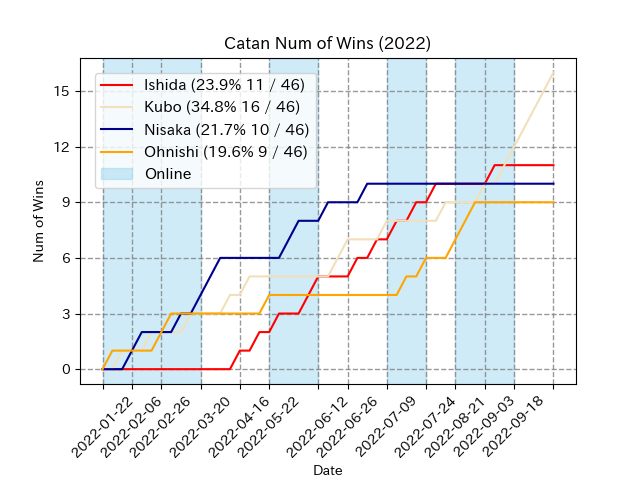 Catan Num of Wins (2022)
Ishida (23.9% 11 / 46)
Kubo (34.8% 16 / 46)
Nisaka (21.7% 10 / 46)
Ohnishi (19.6% 9 / 46)
Online
Num of Wins
15
12
9
6
3
0
2022-01-22
2022-02-06
2022-02-26
2022-03-20
2022-04-16
2022-05-22
2022-06-12
2022-06-26
2022-07-09
2022-07-24
2022-08-21
2022-09-03
2022-09-18
Date